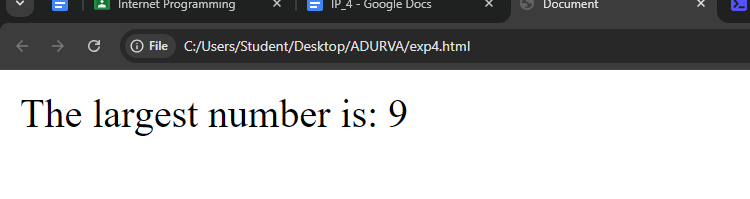 Internet Programming
IP_4 - Google Docs
Document
File
C:/Users/Student/Desktop/ADURVA/exp4.html
The largest number is: 9